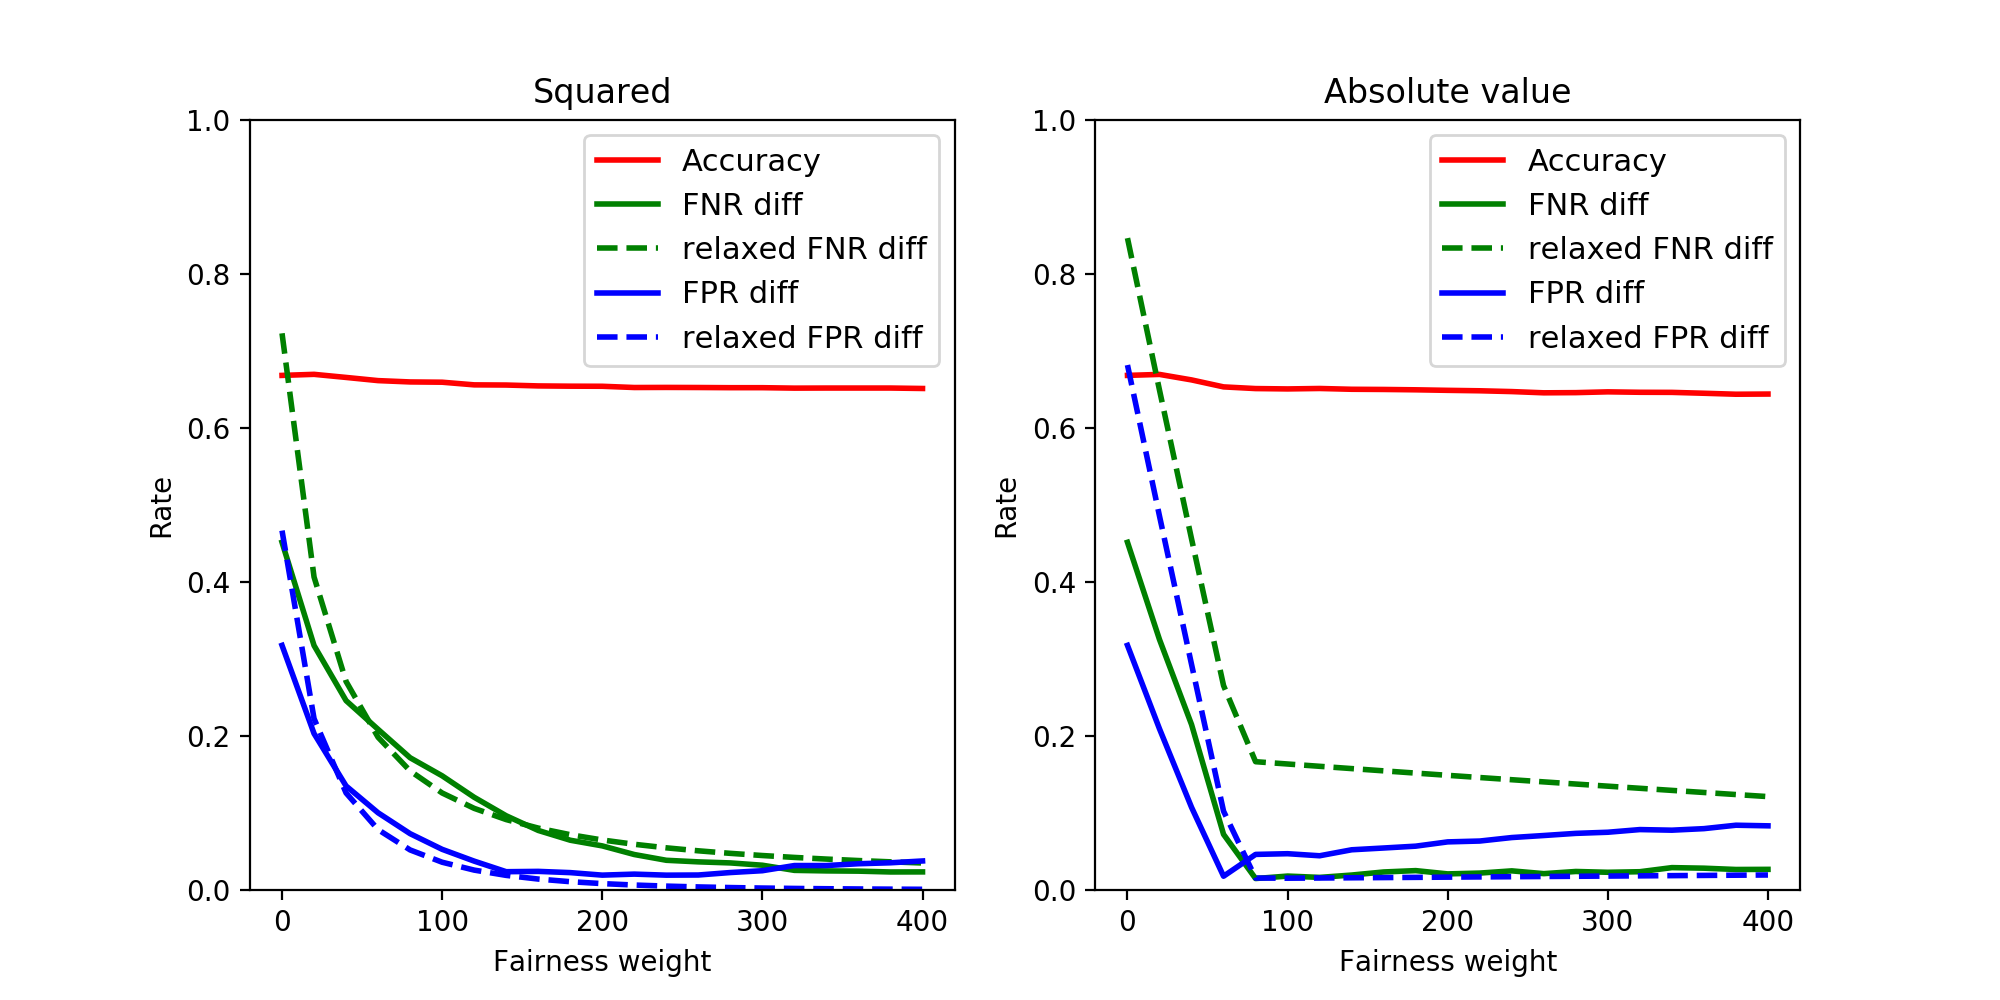 Squared
1.0
0.8
0.6
0.4
0.2
0.0
Rate
Accuracy
FNR diff
relaxed FNR diff
FPR diff
relaxed FPR diff
0 100 200 300 400
Fairness weight
Absolute value
1.0
0.8
0.6
0.4
0.2
0.0
Rate
Accuracy
FNR diff
relaxed FNR diff
FPR diff
relaxed FPR diff
0 100 200 300 400
Fairness weight